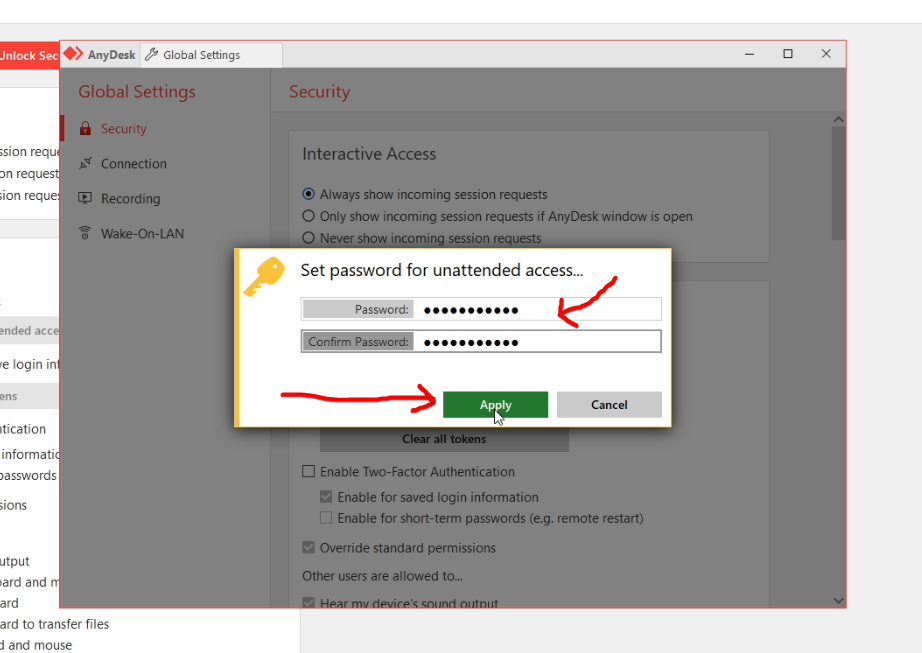 Unlock Sec
AnyDesk
Global Settings
Global Settings
Security
Connection
Recording
Wake-On-LAN
Security
Interactive Access
Always show incoming session requests
Only show incoming session requests if AnyDesk window is open
Never show incoming session requests
Set password for unattended access...
Password:
Confirm Password:
Apply
Cancel
Clear all tokens
Enable Two-Factor Authentication
Enable for saved login information
Enable for short-term passwords (e.g. remote restart)
Override standard permissions
Other users are allowed to...
Hear my device's sound output
ssion reque
on request
sion reques
ended acce
ve login inf
ens
ntication
informatio
passwords
sions
utput
oard and m
ard
ard to transfer files
d and mouse